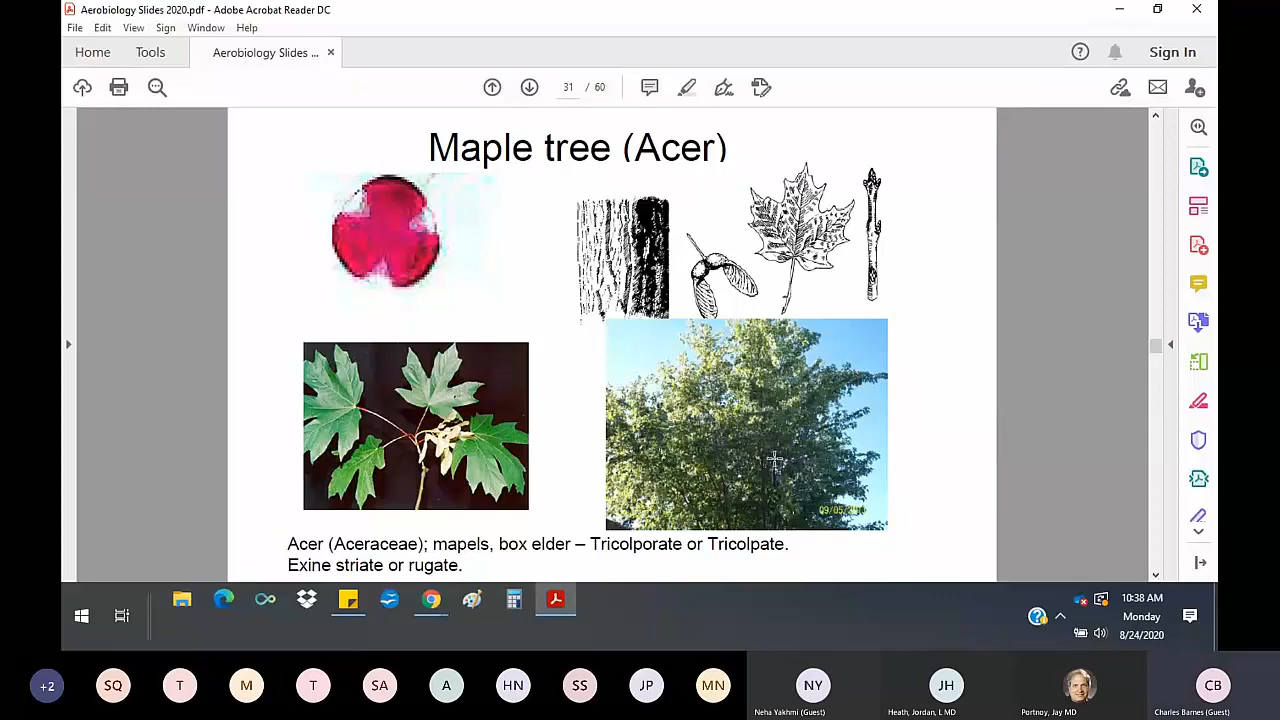 Aerobiology Slides 2020.pdf - Adobe Acrobat Reader DC
File Edit View Sign Window Help
Home Tools Aerobiology Slides ... × Sign In
31 / 60
Maple tree (Acer)
Acer (Aceraceae); mapels, box elder – Tricolporate or Tricolpate.
Exine striate or rugate.
10:38 AM
Monday
8/24/2020
+2 SQ T M T SA A HN SS JP MN NY JH CB
Neha Yakhmi (Guest) Heath, Jordan, L MD Portnoy, Jay MD Charles Barnes (Guest)